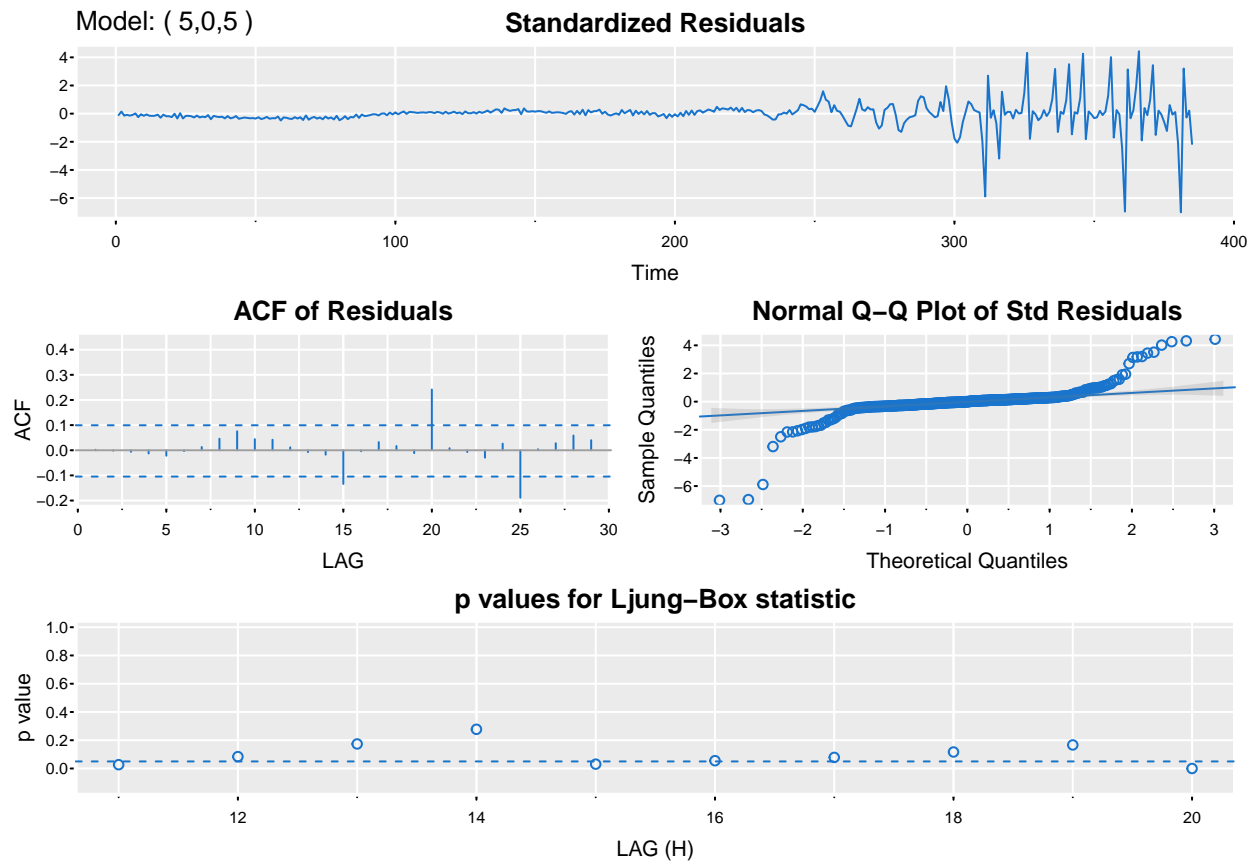 Model: ( 5,0,5 )
Standardized Residuals
4
2
0
−2
−4
−6
0 100 200 300 400
Time
ACF of Residuals
ACF
0.4
0.3
0.2
0.1
0.0
−0.1
−0.2
0 5 10 15 20 25 30
LAG
Normal Q−Q Plot of Std Residuals
Sample Quantiles
4
2
0
−2
−4
−6
−3 −2 −1 0 1 2 3
Theoretical Quantiles
p values for Ljung−Box statistic
p value
1.0
0.8
0.6
0.4
0.2
0.0
12 14 16 18 20
LAG (H)